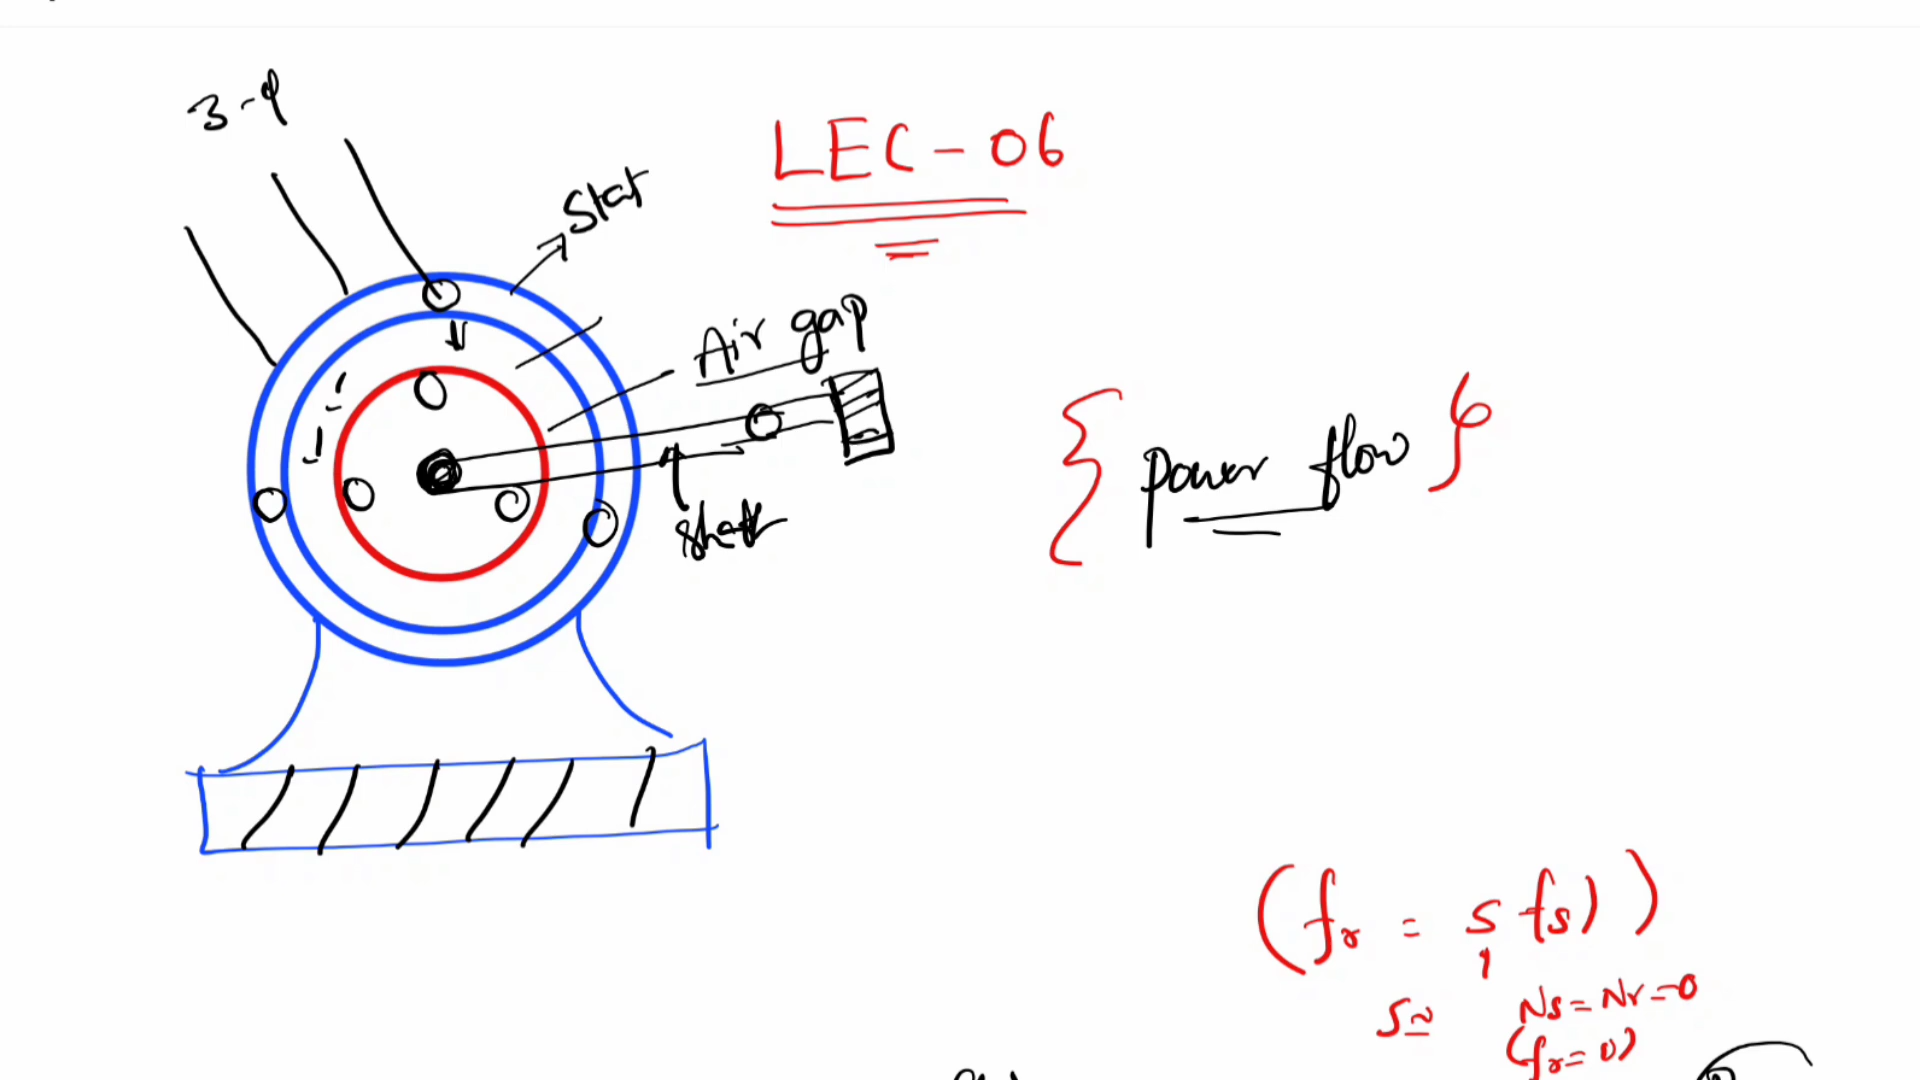 3-φ
LEC-06
Stat
Air gap
shaft
{ power flow }
(fr = s fs))
S≃
Ns = Nr = 0
(fr = 0)